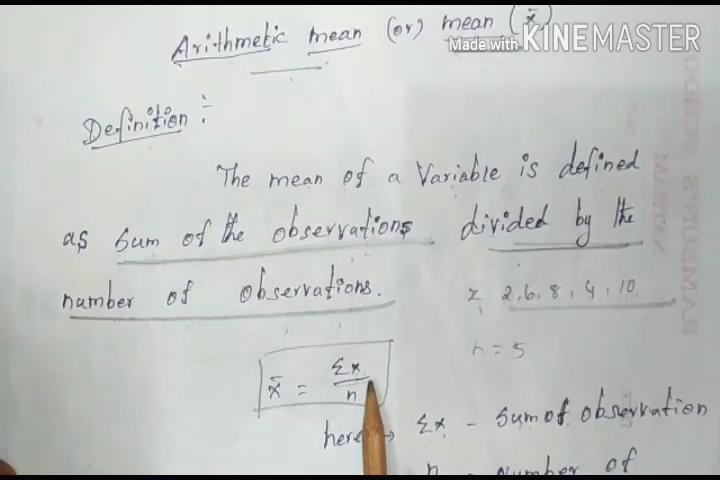 Arithmetic mean (or) mean (x̄)
Made with KINEMASTER
Definition :
The mean of a Variable is defined
as sum of the observations divided by the
number of observations.
x 2, 6, 8, 4, 10
n = 5
x̄ = Σx / n
here → Σx - Sum of observation
n - number of